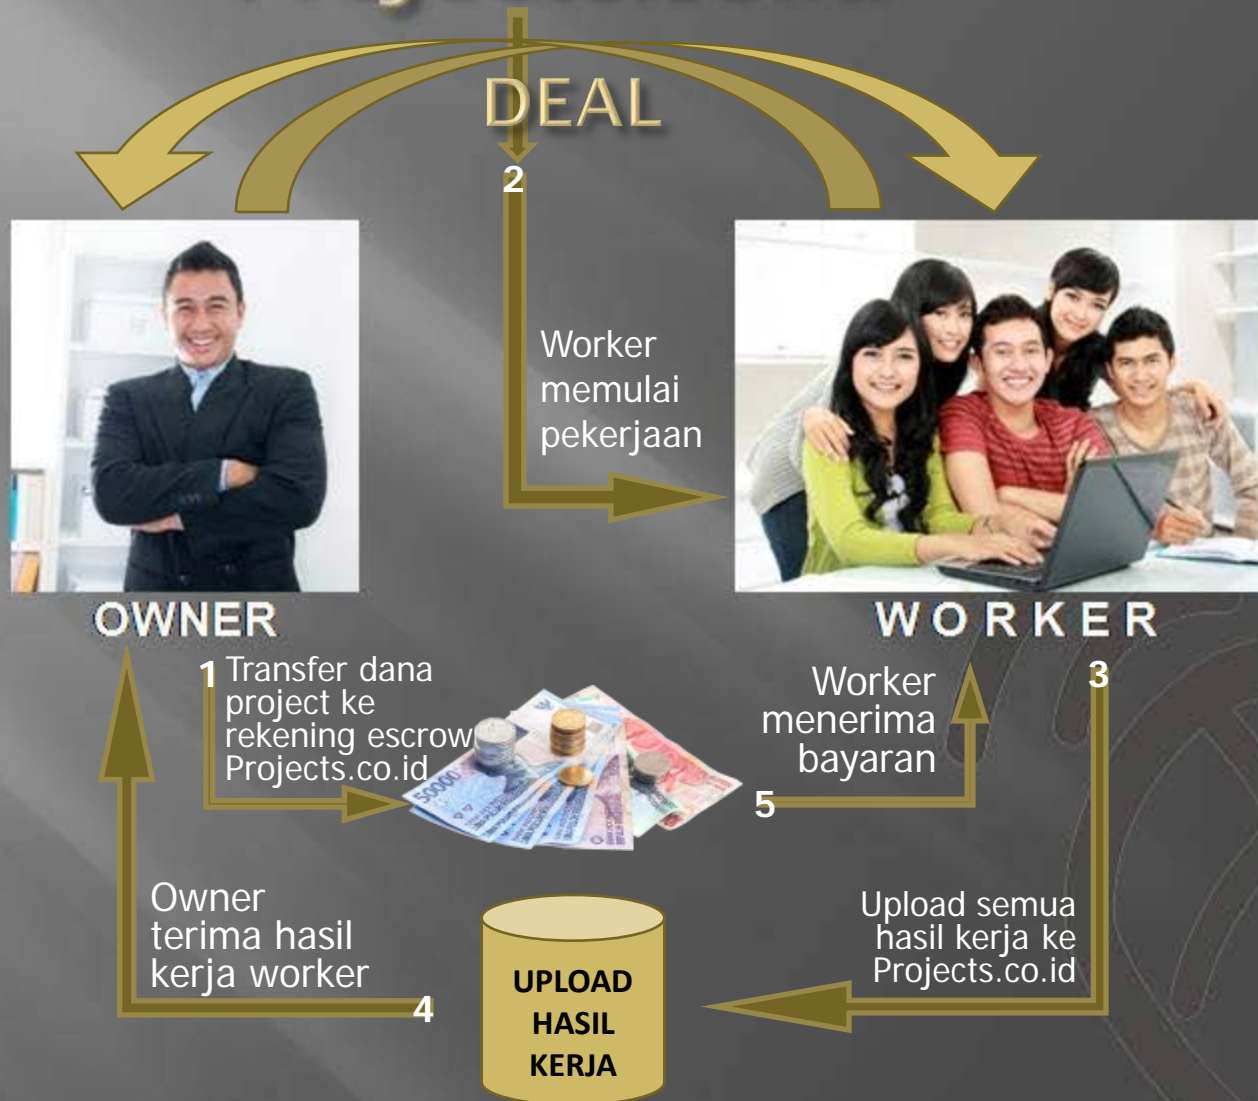 DEAL
2
Worker
memulai
pekerjaan
OWNER
WORKER
1 Transfer dana
project ke
rekening escrow
Projects.co.id
50000
Worker
menerima
bayaran
5
3
Owner
terima hasil
kerja worker
4
UPLOAD
HASIL
KERJA
Upload semua
hasil kerja ke
Projects.co.id